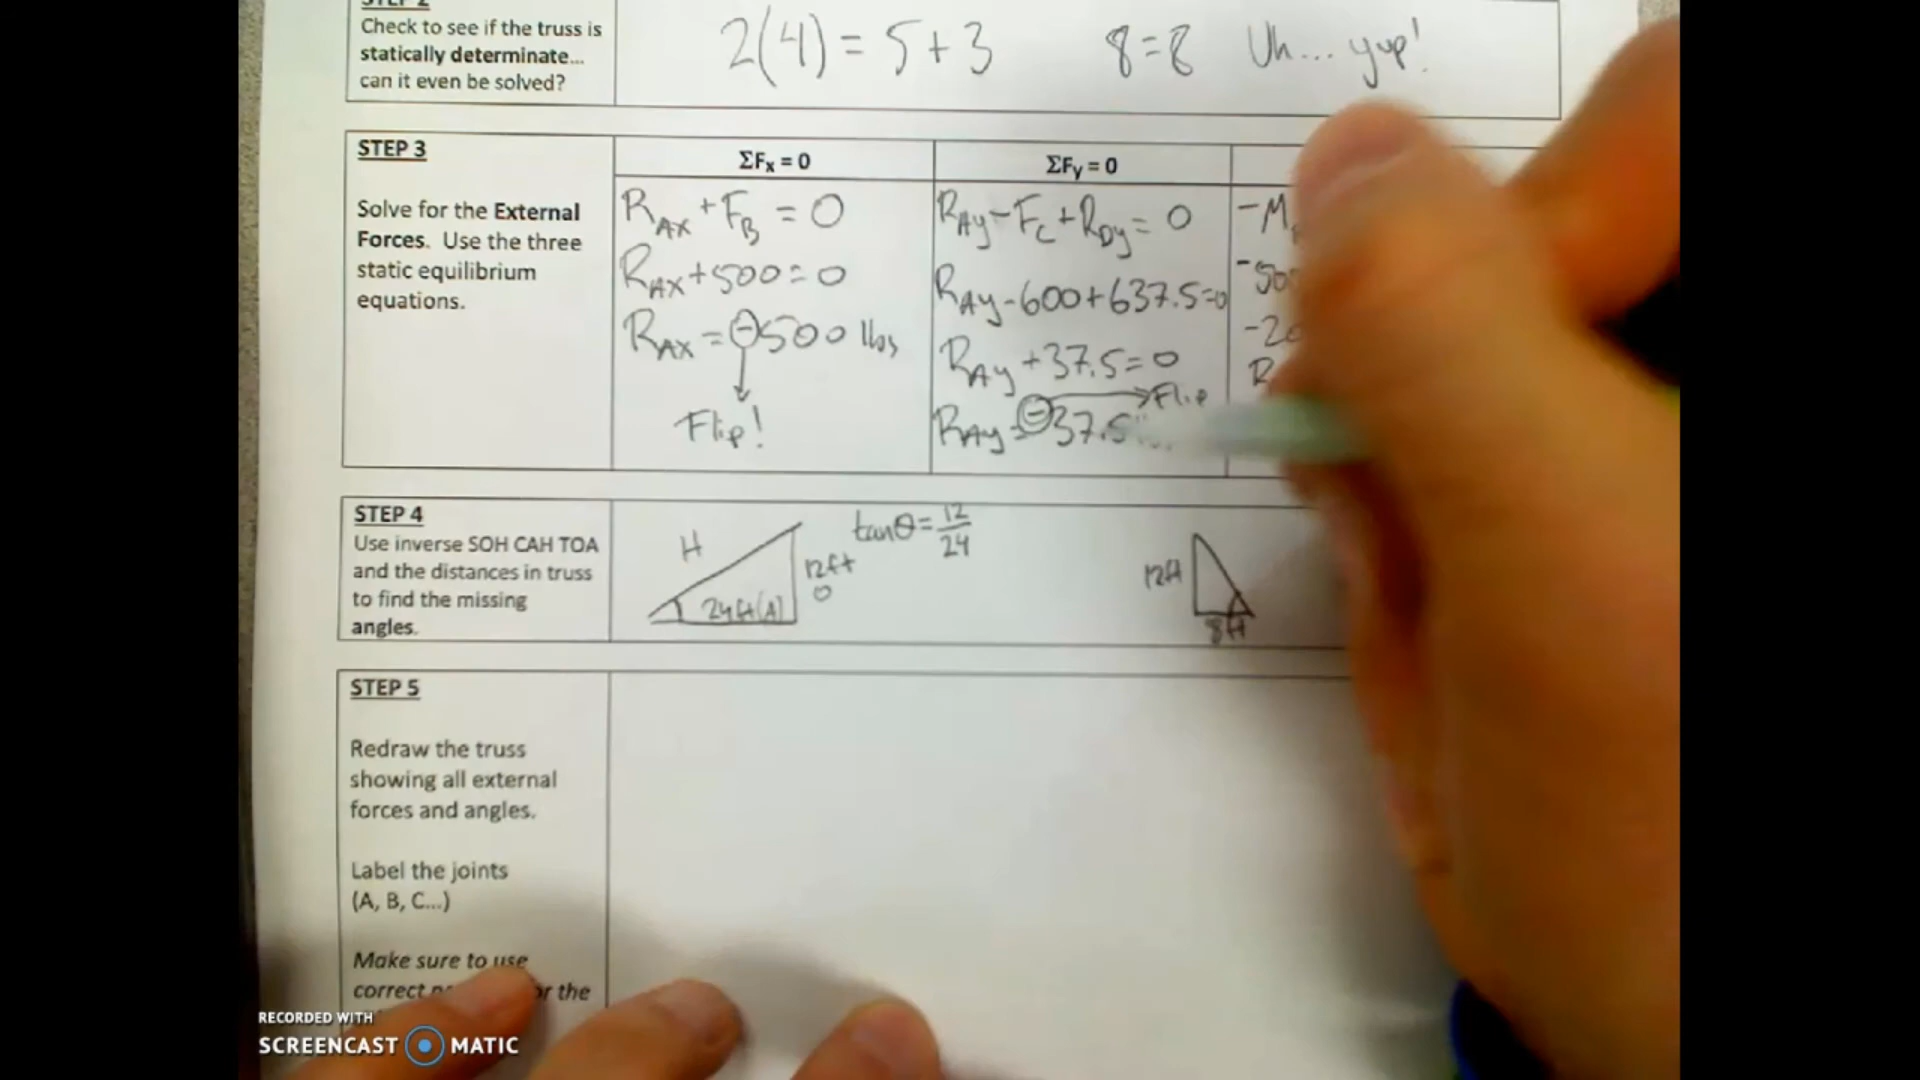 Check to see if the truss is
statically determinate...
can it even be solved?
2(4) = 5+3 8=8 Uh... yup!
STEP 3
Solve for the External
Forces. Use the three
static equilibrium
equations.
ΣFx = 0
RAX + FB = 0
RAX+500=0
RAX = -500 lbs
Flip!
ΣFy = 0
RAy-FC+RDy=0
RAy-600+637.5=0
RAy +37.5=0
Flip
RAy=-37.5
STEP 4
Use inverse SOH CAH TOA
and the distances in truss
to find the missing
angles.
H
12ft
O
24ft(A)
tanθ=12/24
12ft
8ft
STEP 5
Redraw the truss
showing all external
forces and angles.
Label the joints
(A, B, C...)
Make sure to use
correct the
RECORDED WITH
SCREENCAST MATIC